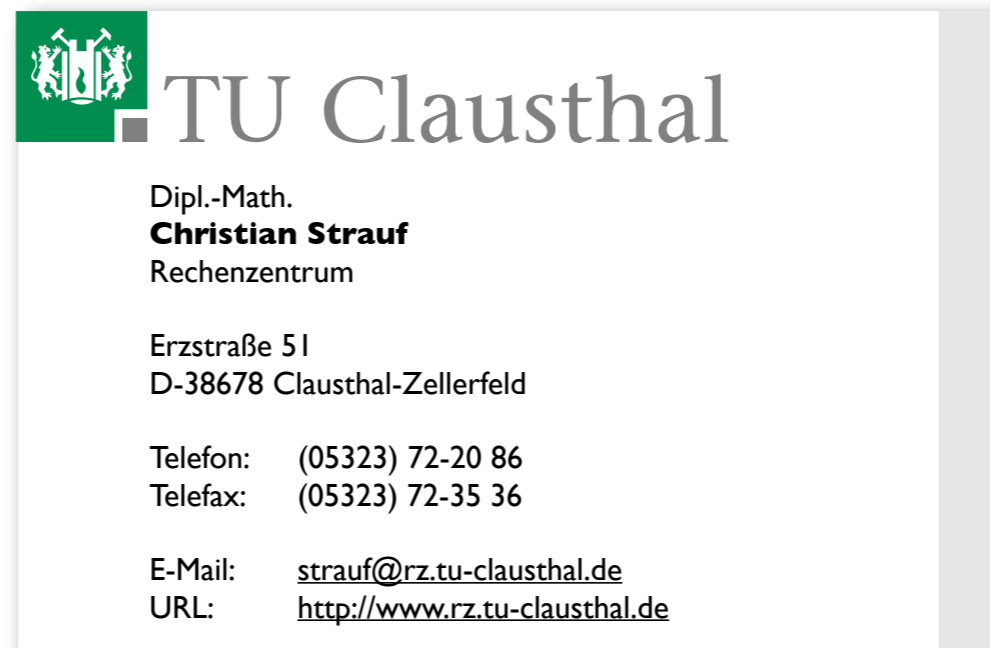 TU Clausthal
Dipl.-Math.
Christian Strauf
Rechenzentrum
Erzstraße 51
D-38678 Clausthal-Zellerfeld
Telefon: (05323) 72-20 86
Telefax: (05323) 72-35 36
E-Mail: strauf@rz.tu-clausthal.de
URL: http://www.rz.tu-clausthal.de